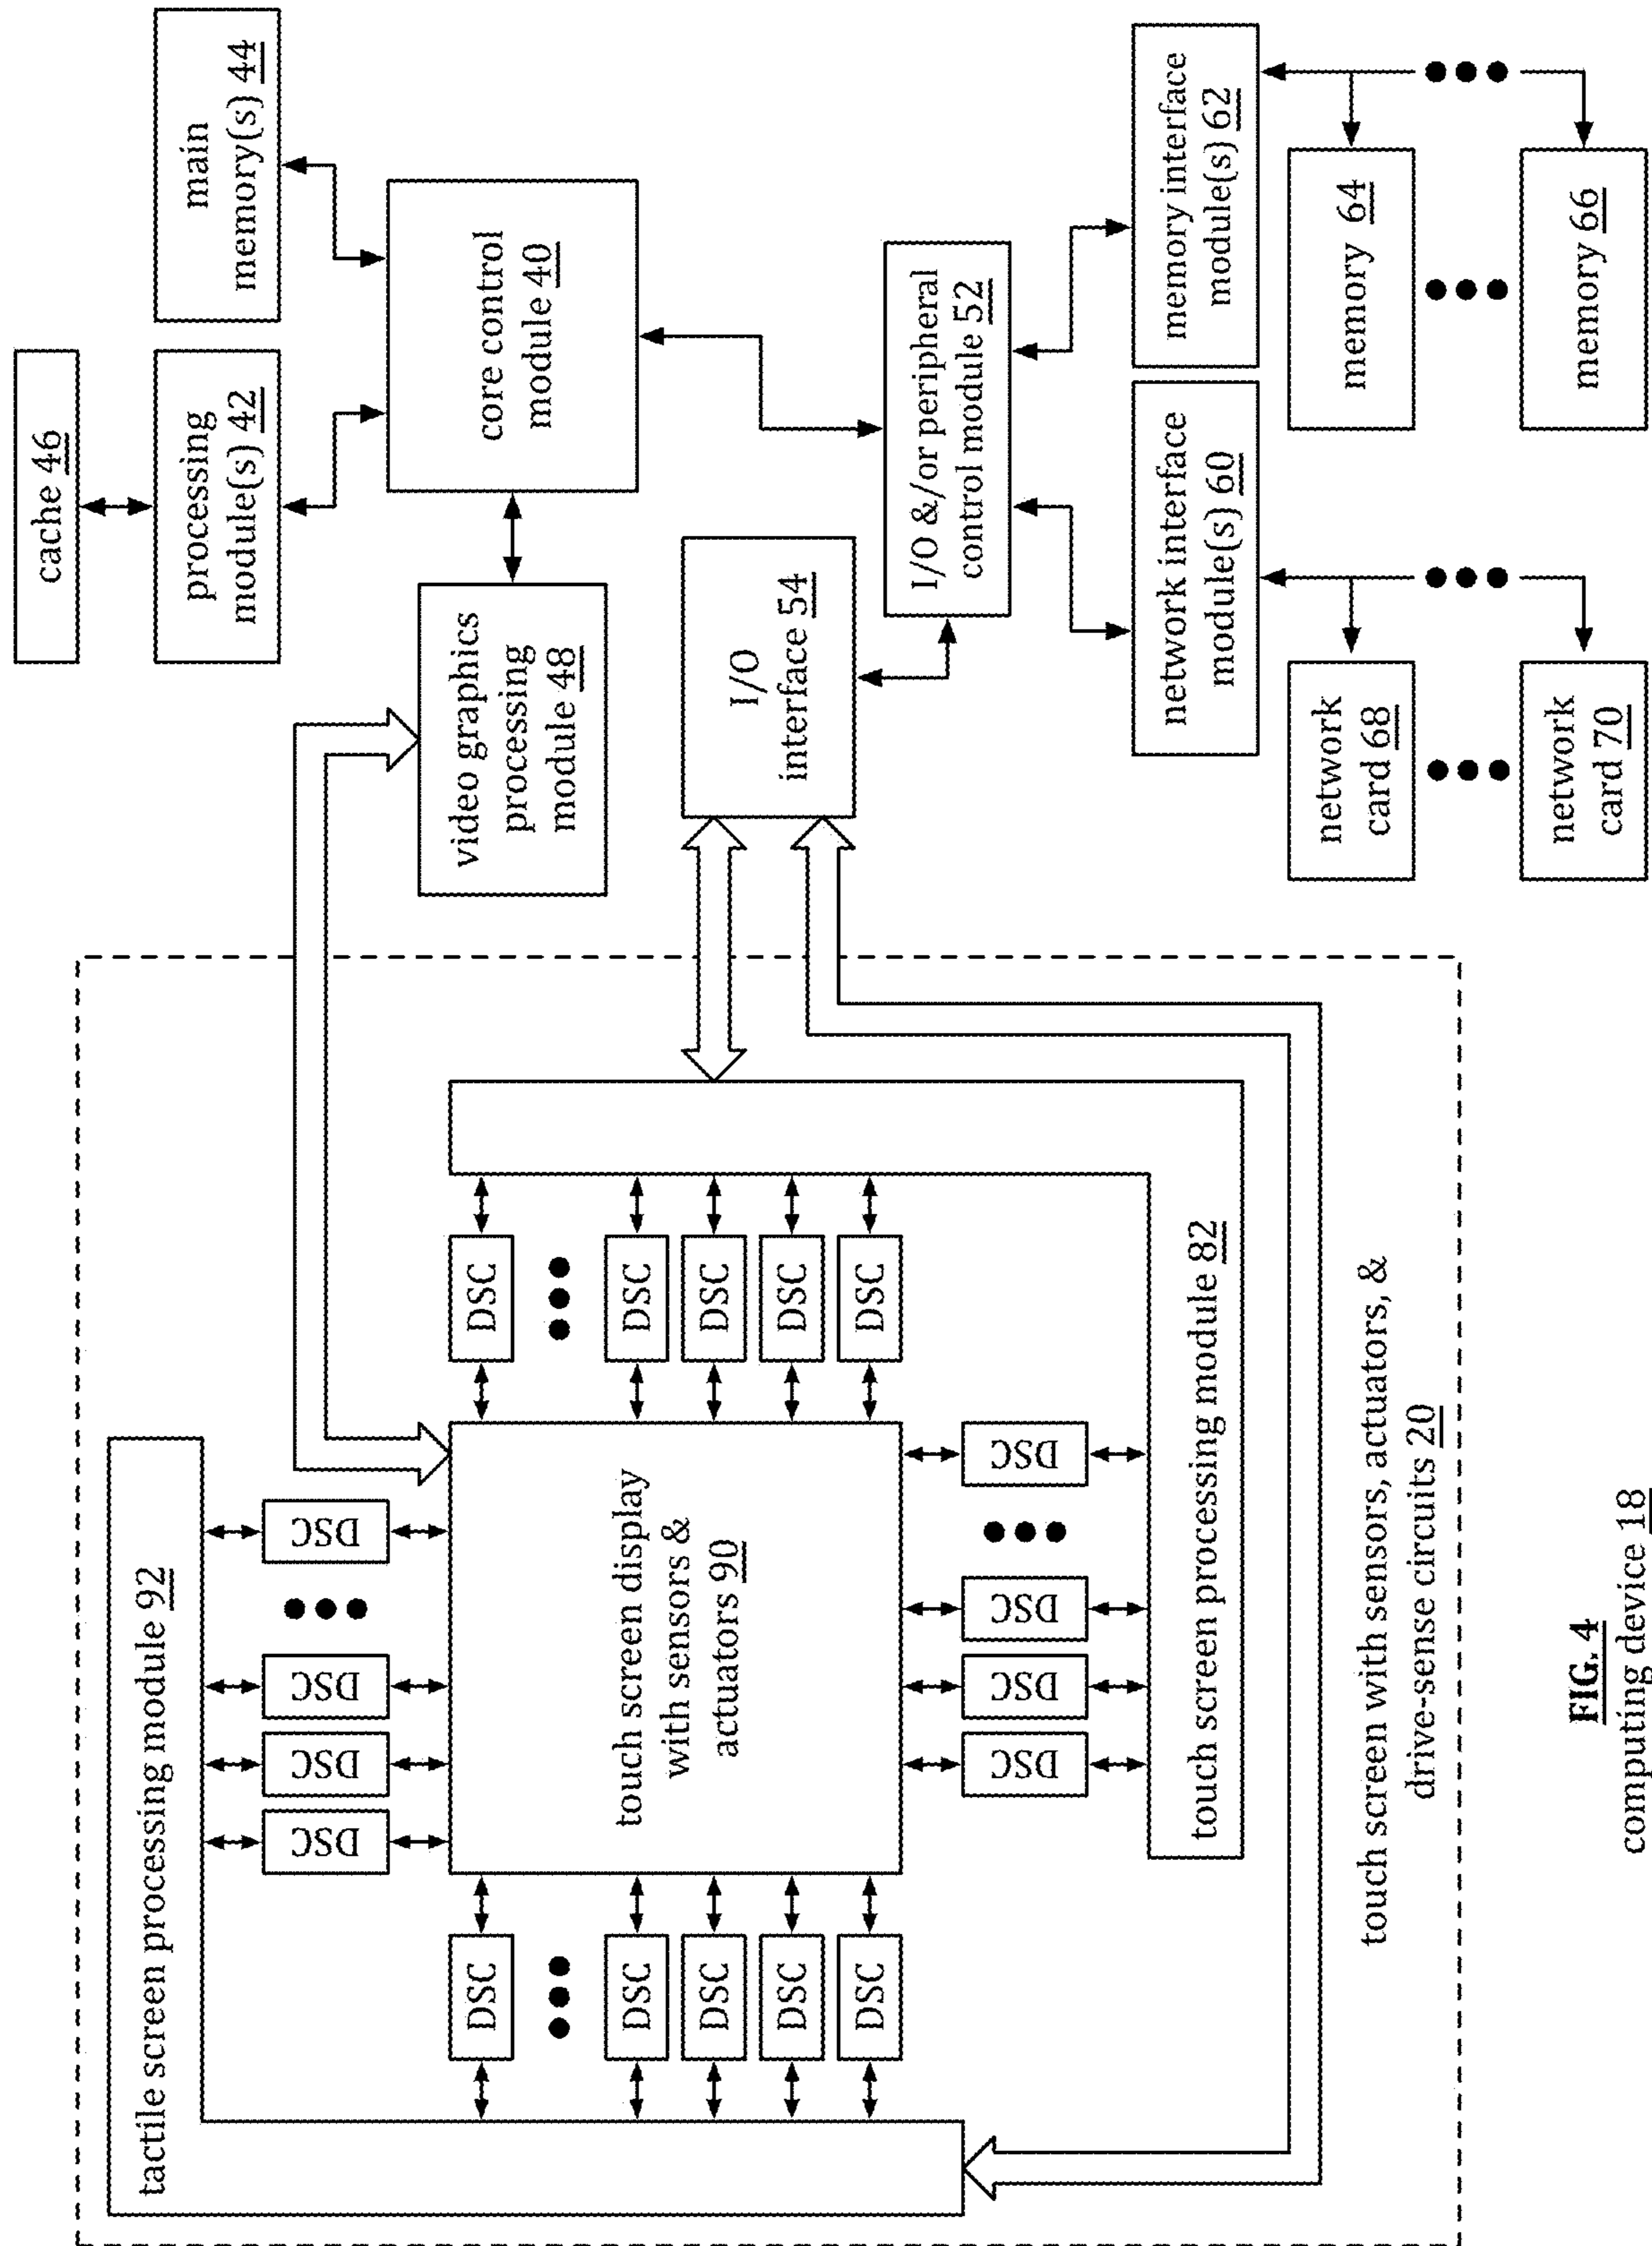 cache 46
processing
module(s) 42
main
memory(s) 44
core control
module 40
video graphics
processing
module 48
I/O
interface 54
I/O &/or peripheral
control module 52
network interface
module(s) 60
memory interface
module(s) 62
network
card 68
memory 64
network
card 70
memory 66
tactile screen processing module 92
DSC
DSC
DSC
DSC
DSC
DSC
DSC
DSC
DSC
touch screen display
with sensors &
actuators 90
DSC
DSC
DSC
DSC
DSC
DSC
DSC
DSC
DSC
touch screen processing module 82
touch screen with sensors, actuators, &
drive-sense circuits 20
FIG. 4
computing device 18